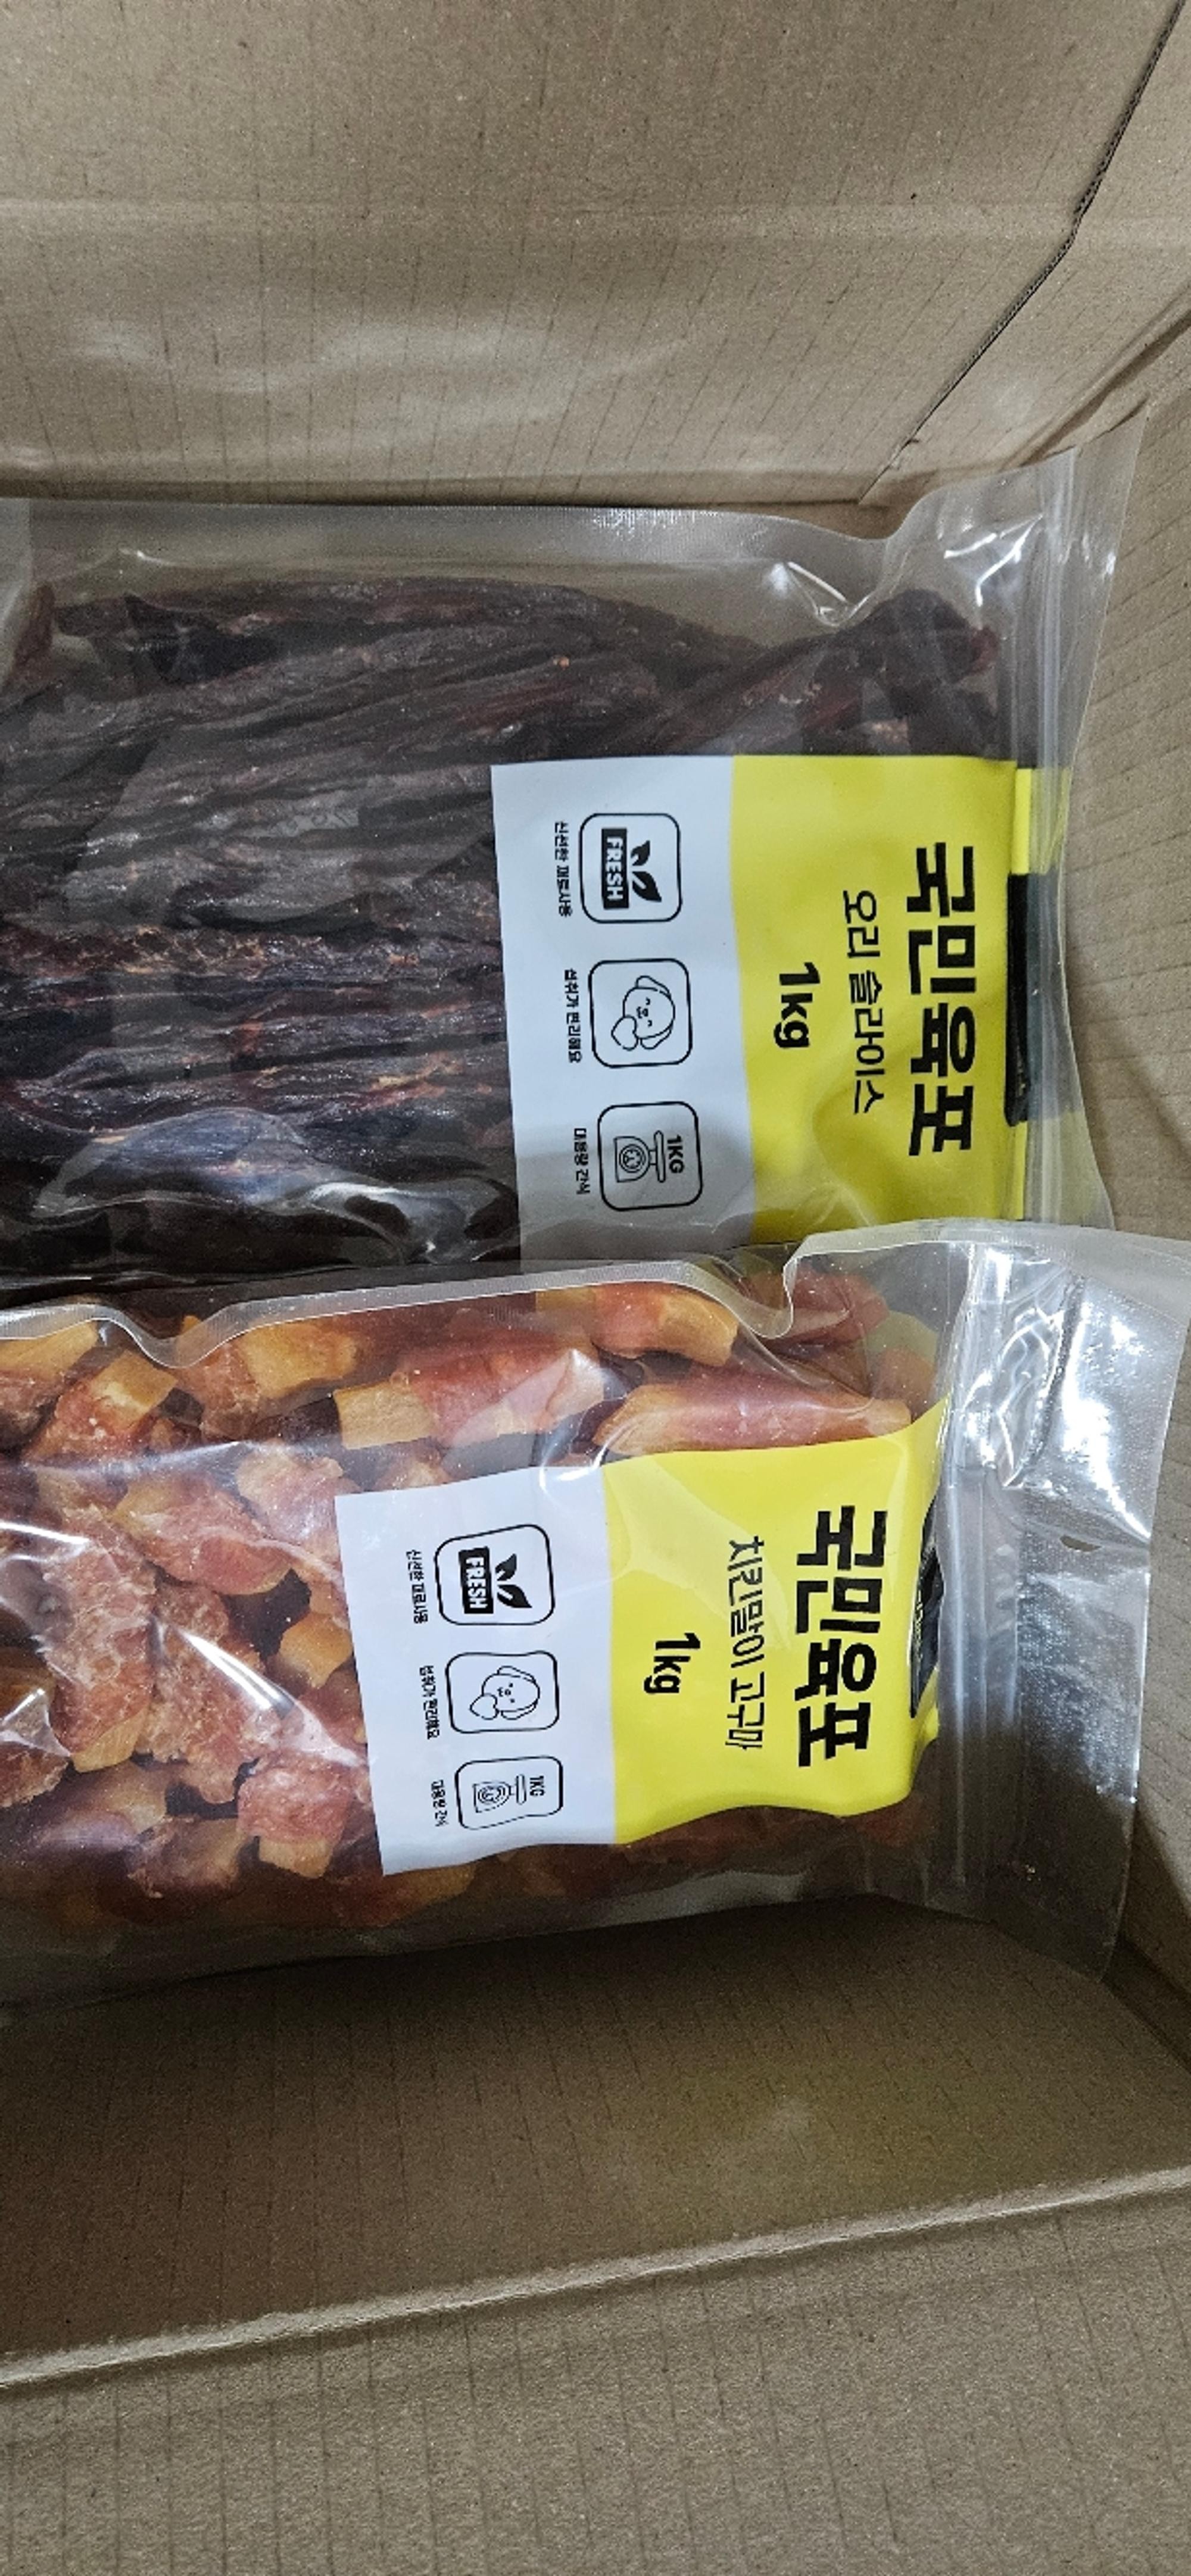 국민육포
오리 슬라이스
1kg
FRESH
신선한 재료사용
섭취가 편리해요
1KG
대용량 간식
국민육포
치킨말이 고구마
1kg
FRESH
신선한 재료사용
섭취가 편리해요
1KG
대용량 간식